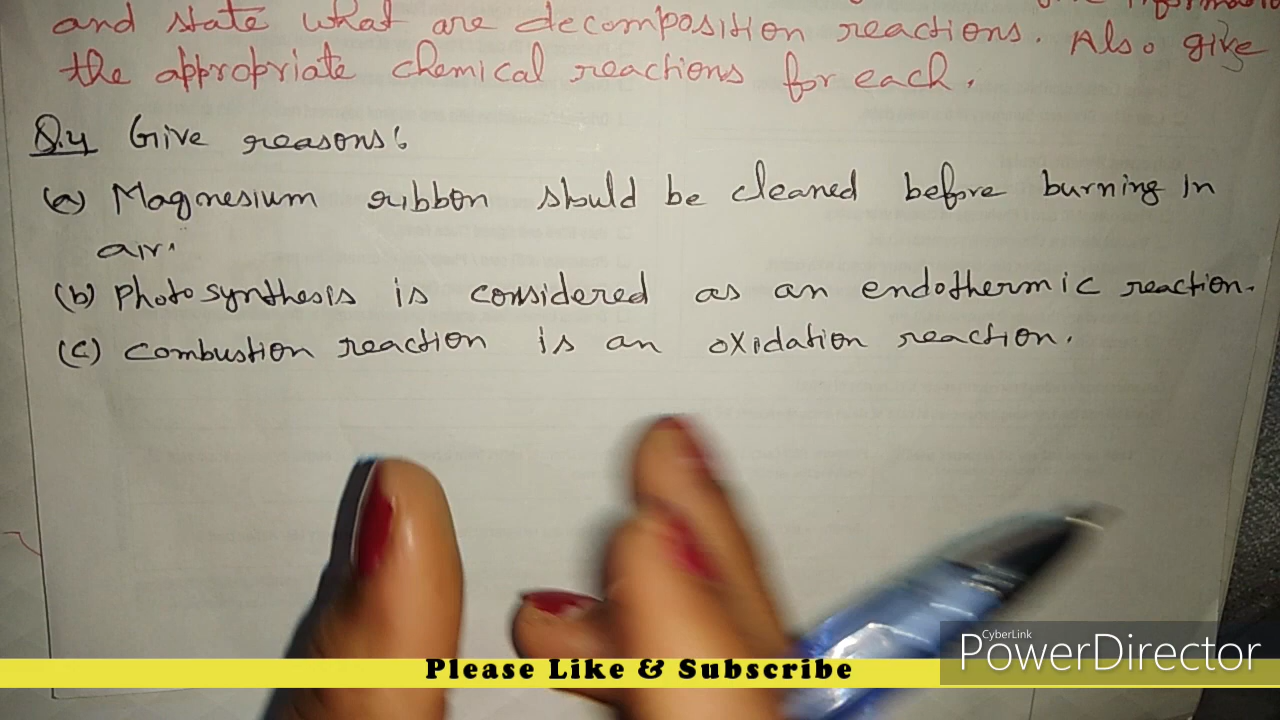 and state what are decomposition reactions. Also give
the appropriate chemical reactions for each.
Q.4 Give reasons:
(a) Magnesium ribbon should be cleaned before burning in
air.
(b) Photosynthesis is considered as an endothermic reaction.
(c) Combustion reaction is an oxidation reaction.
CyberLink
PowerDirector
Please Like & Subscribe